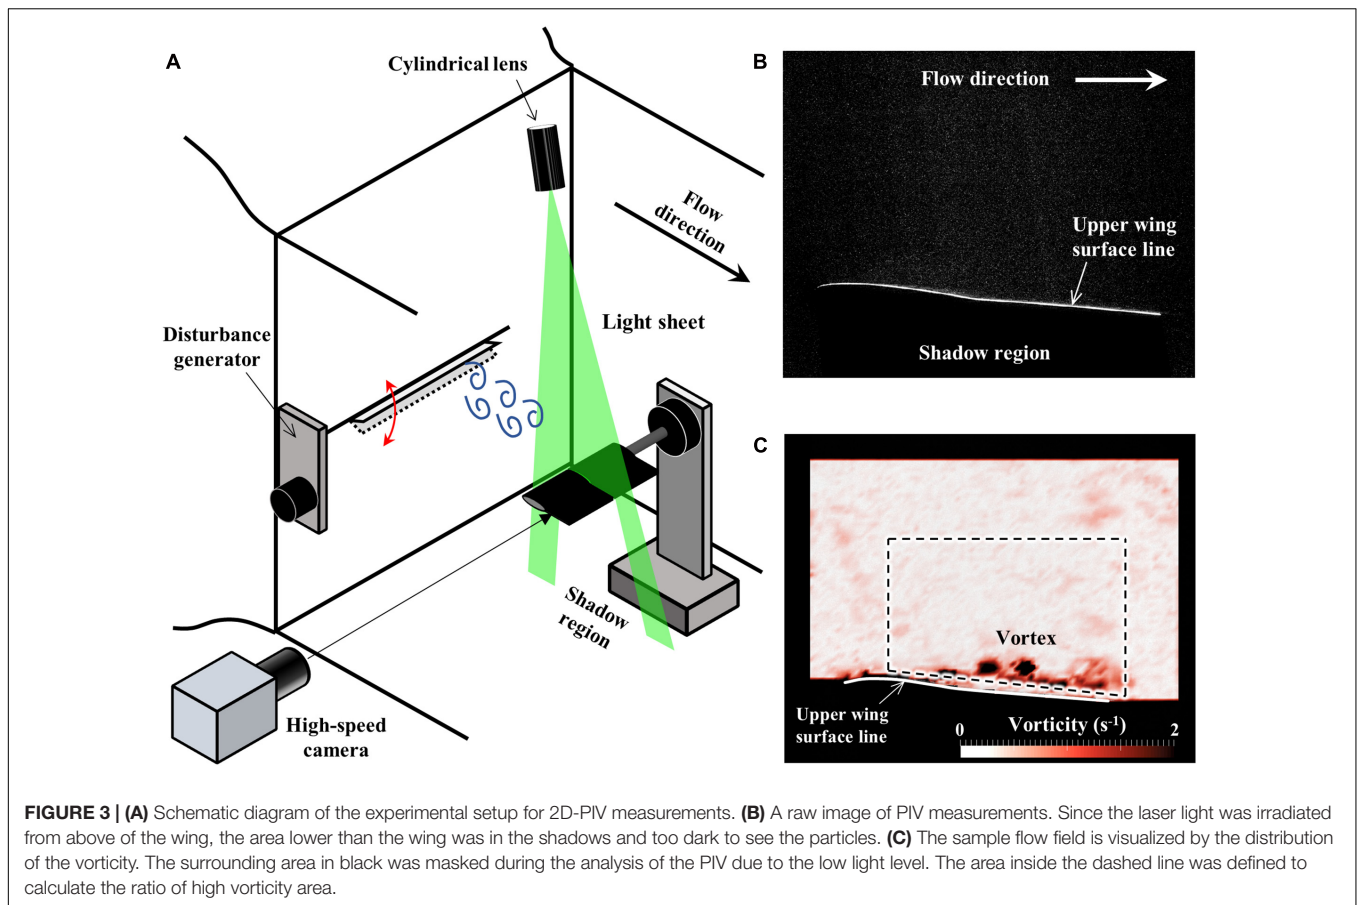 A
Cylindrical lens
Flow
direction
Light sheet
Disturbance
generator
Shadow
region
High-speed
camera
B
Flow direction
Upper wing
surface line
Shadow region
C
Vortex
Upper wing
surface line
0 Vorticity (s-1) 2
FIGURE 3 | (A) Schematic diagram of the experimental setup for 2D-PIV measurements. (B) A raw image of PIV measurements. Since the laser light was irradiated
from above of the wing, the area lower than the wing was in the shadows and too dark to see the particles. (C) The sample flow field is visualized by the distribution
of the vorticity. The surrounding area in black was masked during the analysis of the PIV due to the low light level. The area inside the dashed line was defined to
calculate the ratio of high vorticity area.